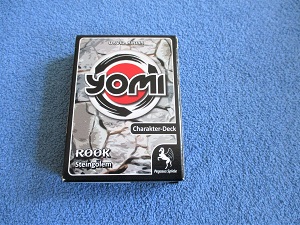 YOMI
Charakter-Deck
ROOK
Steingolem
Pegasus Spiele